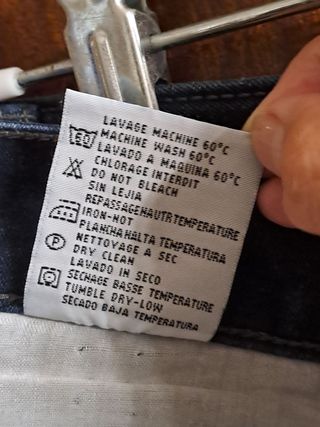 LAVAGE MACHINE 60°C
60 MACHINE WASH 60°C
LAVADO A MAQUINA 60°C
CHLORAGE INTERDIT
DO NOT BLEACH
SIN LEJIA
REPASSAGEHAUTRTEMPERATURE
IRON-HOT
PLANCHAHALTA TEMPERATURA
NETTOYAGE A SEC
P DRY CLEAN
LAVADO IN SECO
SECHAGE BASSE TEMPERATURE
TUMBLE DRY-LOW
SECADO BAJA TEMPERATURA